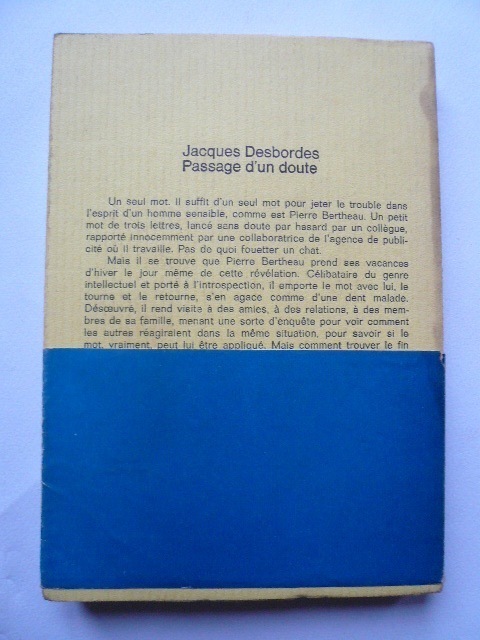 Jacques Desbordes
Passage d'un doute
Un seul mot. Il suffit d'un seul mot pour jeter le trouble dans
l'esprit d'un homme sensible, comme est Pierre Bertheau. Un petit
mot de trois lettres, lancé sans doute par hasard par un collègue,
rapporté innocemment par une collaboratrice de l'agence de publi-
cité où il travaille. Pas de quoi fouetter un chat.
Mais il se trouve que Pierre Bertheau prend ses vacances
d'hiver le jour même de cette révélation. Célibataire du genre
intellectuel et porté à l'introspection, il emporte le mot avec lui, le
tourne et le retourne, s'en agace comme d'une dent malade.
Désœuvré, il rend visite à des amies, à des relations, à des mem-
bres de sa famille, menant une sorte d'enquête pour voir comment
les autres réagiraient dans la même situation, pour savoir si le
mot, vraiment, peut lui être appliqué. Mais comment trouver le fin